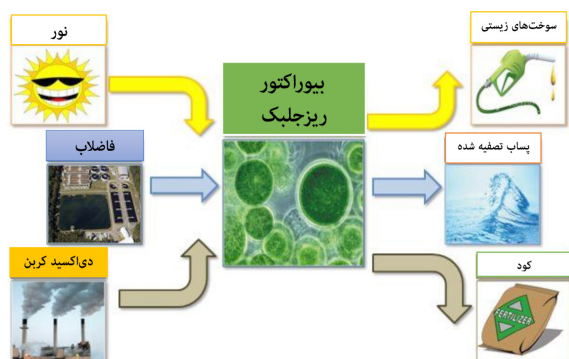 نور
بیوراکتور
ریزجلبک
سوخت‌های زیستی
فاضلاب
پساب تصفیه شده
دی‌اکسید کربن
کود
FERTILIZER